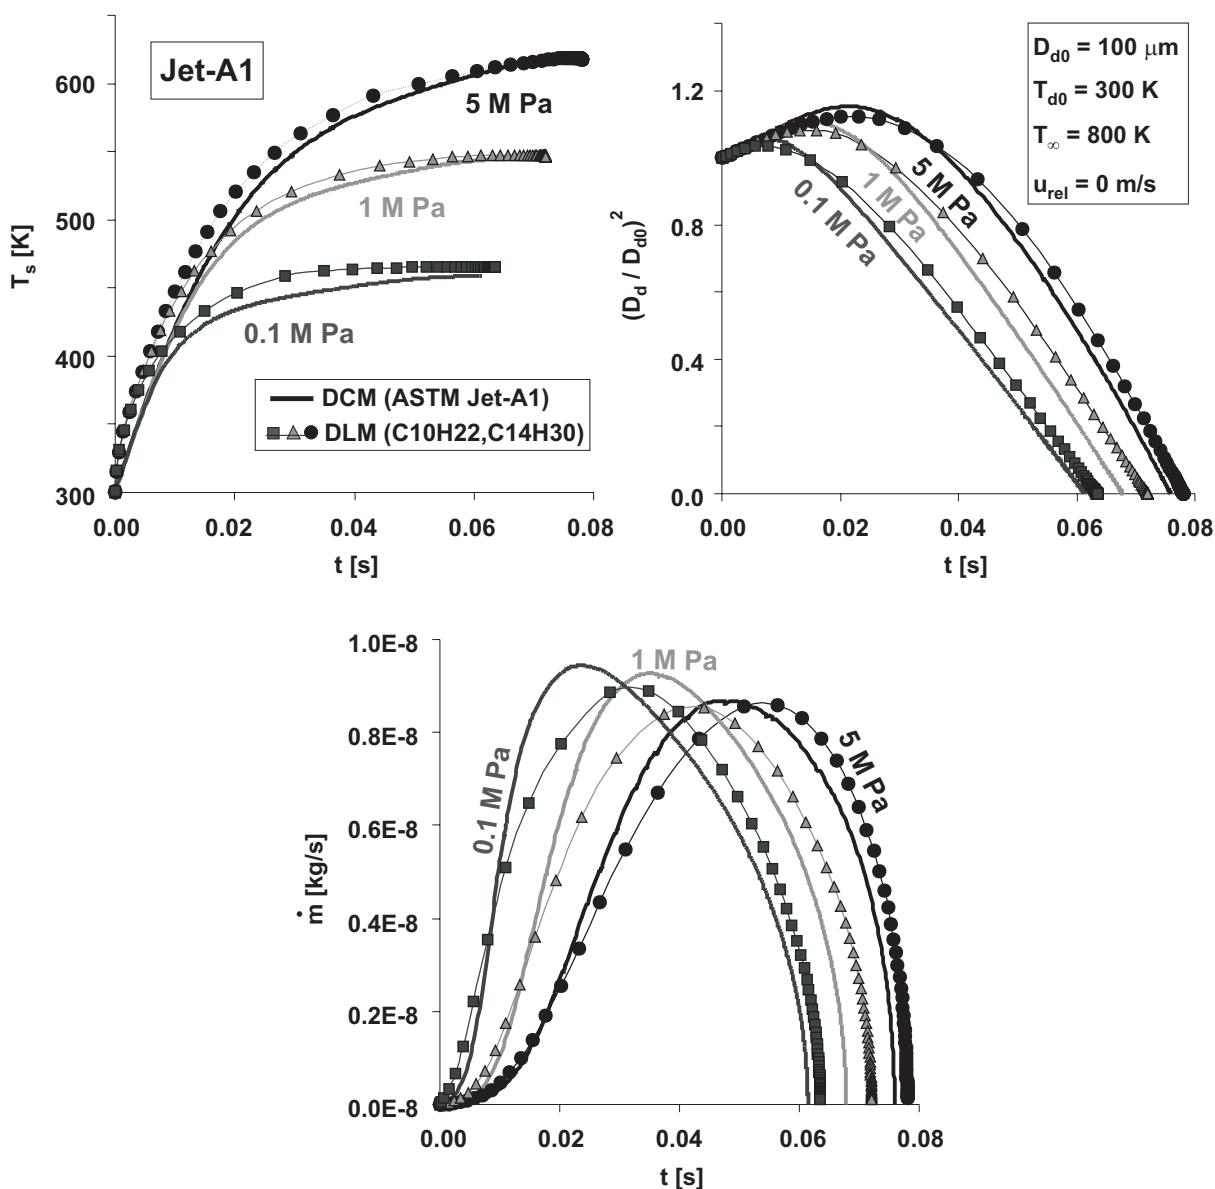 Jet-A1
T_s [K]
600
500
400
300
5 M Pa
1 M Pa
0.1 M Pa
DCM (ASTM Jet-A1)
DLM (C10H22,C14H30)
0.00 0.02 0.04 0.06 0.08
t [s]
(D_d / D_d0)^2
1.2
0.8
0.4
0.0
D_d0 = 100 μm
T_d0 = 300 K
T_∞ = 800 K
u_rel = 0 m/s
5 M Pa
1 M Pa
0.1 M Pa
0.00 0.02 0.04 0.06 0.08
t [s]
ṁ [kg/s]
1.0E-8
0.8E-8
0.6E-8
0.4E-8
0.2E-8
0.0E-8
0.1 M Pa
1 M Pa
5 M Pa
0.00 0.02 0.04 0.06 0.08
t [s]